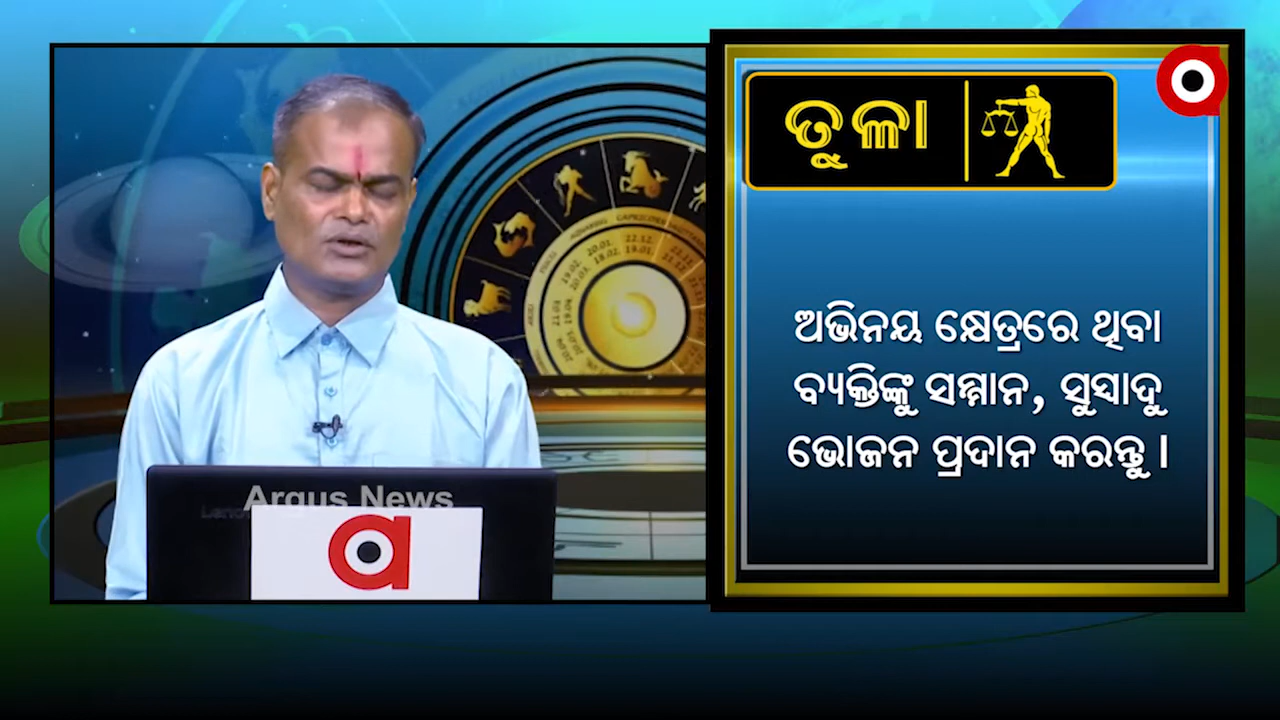 ତୁଳା
ଅଭିନୟ କ୍ଷେତ୍ରରେ ଥିବା
ବ୍ୟକ୍ତିଙ୍କୁ ସମ୍ମାନ, ସୁସ୍ୱାଦୁ
ଭୋଜନ ପ୍ରଦାନ କରନ୍ତୁ ।
Argus News